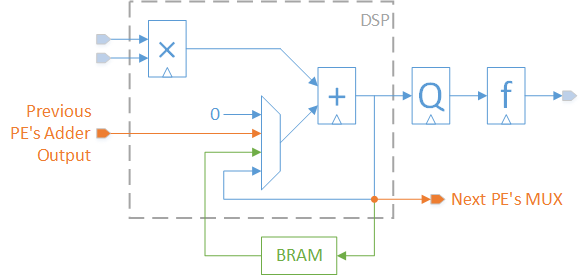 DSP
×
+
Q
f
0
Previous
PE's Adder
Output
Next PE's MUX
BRAM